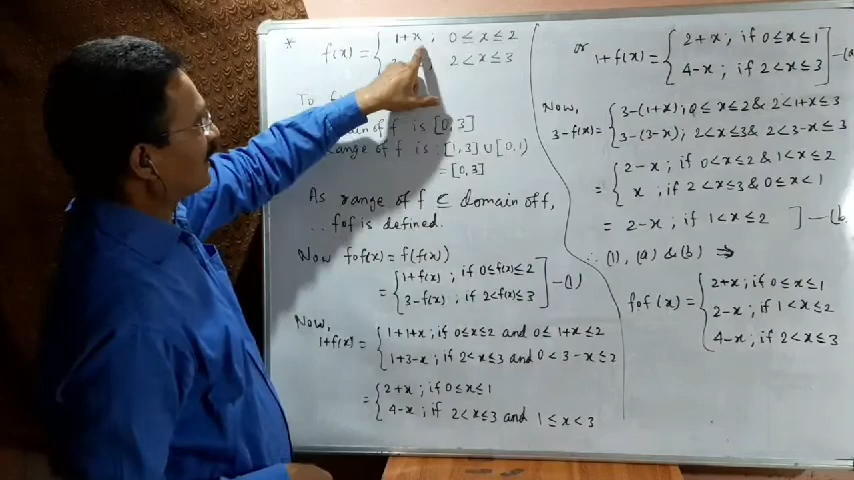 * f(x) = { 1+x ; 0 ≤ x ≤ 2
2 < x ≤ 3
To
of f is [0,3]
Range of f is : [1,3] ∪ [0,1)
= [0,3]
As range of f ⊆ domain of f,
∴ fof is defined.
Now fof(x) = f(f(x))
= { 1+f(x) ; if 0≤f(x)≤2
3-f(x) ; if 2<f(x)≤3 ] —(1)
Now,
1+f(x) = { 1+1+x ; if 0≤x≤2 and 0≤ 1+x ≤2
1+3-x ; if 2<x≤3 and 0< 3-x ≤2
= { 2+x ; if 0≤x≤1
4-x ; if 2<x≤3 and 1≤x<3
or 1+f(x) = { 2+x ; if 0≤x≤1
4-x ; if 2<x≤3 ] —(a
Now,
3-f(x) = { 3-(1+x) ; 0≤x≤2 & 2<1+x≤3
3-(3-x) ; 2<x≤3 & 2<3-x≤3
= { 2-x ; if 0<x≤2 & 1<x≤2
x ; if 2<x≤3 & 0≤x<1
= 2-x ; if 1<x≤2 ] —(b
∴ (1), (a) & (b) ⇒
fof(x) = { 2+x ; if 0≤x≤1
2-x ; if 1<x≤2
4-x ; if 2<x≤3